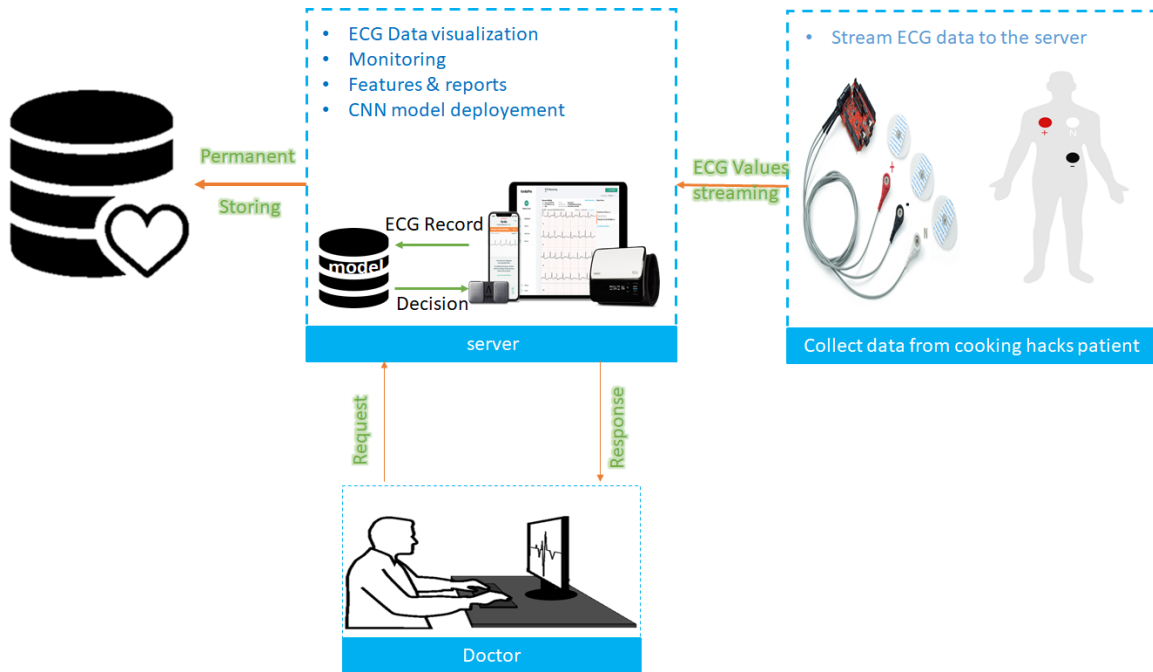 • ECG Data visualization
• Monitoring
• Features & reports
• CNN model deployement
• Stream ECG data to the server
Permanent
Storing
ECG Values
streaming
+
N
-
+
-
N
ECG Record
model
Decision
server
Collect data from cooking hacks patient
Request
Response
Doctor